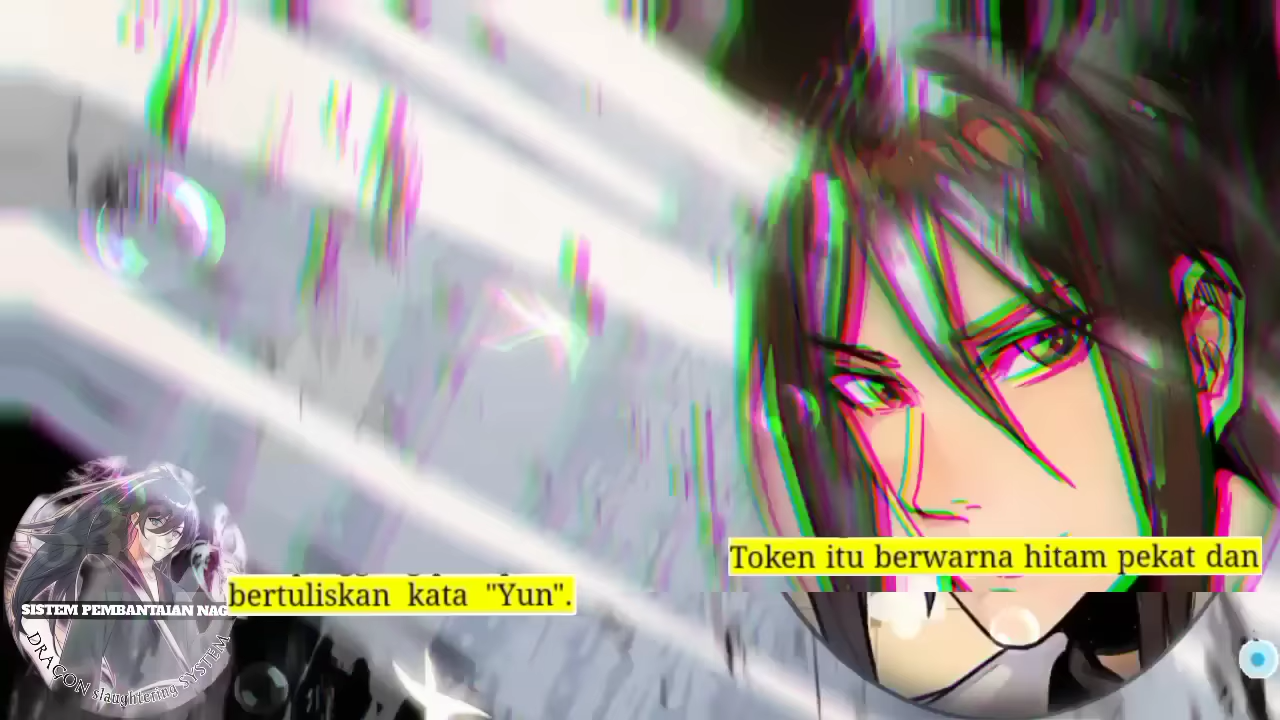 Token itu berwarna hitam pekat dan
bertuliskan kata "Yun".
SISTEM PEMBANTAIAN NAG
DRAGON slaughtering SYSTEM